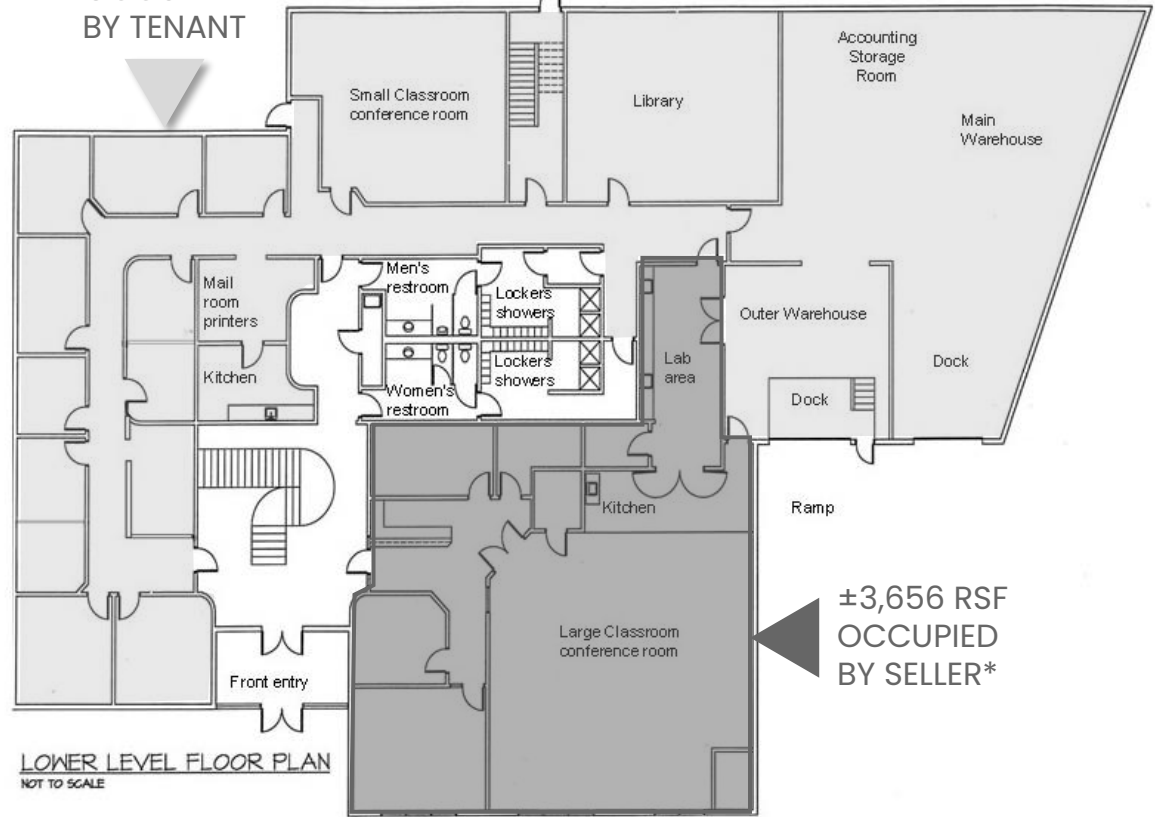 BY TENANT
Accounting
Storage
Room
Small Classroom
conference room
Library
Main
Warehouse
Men's
restroom
Mail
room
printers
Lockers
showers
Outer Warehouse
Lab
area
Lockers
showers
Kitchen
Dock
Women's
restroom
Dock
Kitchen
Ramp
±3,656 RSF
OCCUPIED
BY SELLER*
Large Classroom
conference room
Front entry
LOWER LEVEL FLOOR PLAN
NOT TO SCALE